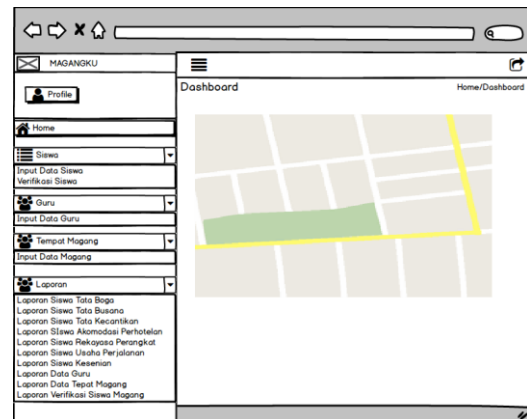 MAGANGKU
Profile
Home
Siswa
Input Data Siswa
Verifikasi Siswa
Guru
Input Data Guru
Tempat Magang
Input Data Magang
Laporan
Laporan Siswa Tata Boga
Laporan Siswa Tata Busana
Laporan Siswa Tata Kecantikan
Laporan SIswa Akomodasi Perhotelan
Laporan Siswa Rekayasa Perangkat
Laporan Siswa Usaha Perjalanan
Laporan Siswa Kesenian
Laporan Data Guru
Laporan Data Tepat Magang
Laporan Verifikasi Siswa Magang
Dashboard
Home/Dashboard